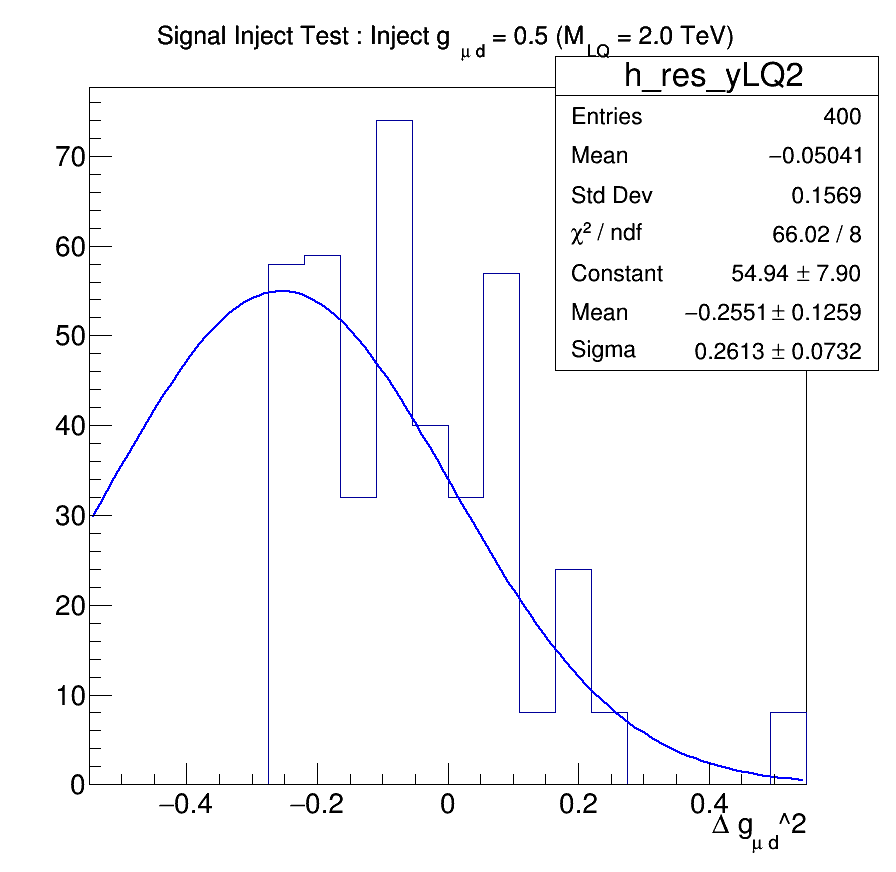 Signal Inject Test : Inject g μ d = 0.5 (M LQ = 2.0 TeV)
h_res_yLQ2
Entries 400
Mean −0.05041
Std Dev 0.1569
χ² / ndf 66.02 / 8
Constant 54.94 ± 7.90
Mean −0.2551 ± 0.1259
Sigma 0.2613 ± 0.0732
70
60
50
40
30
20
10
0
−0.4 −0.2 0 0.2 0.4
Δ g μ d ^2